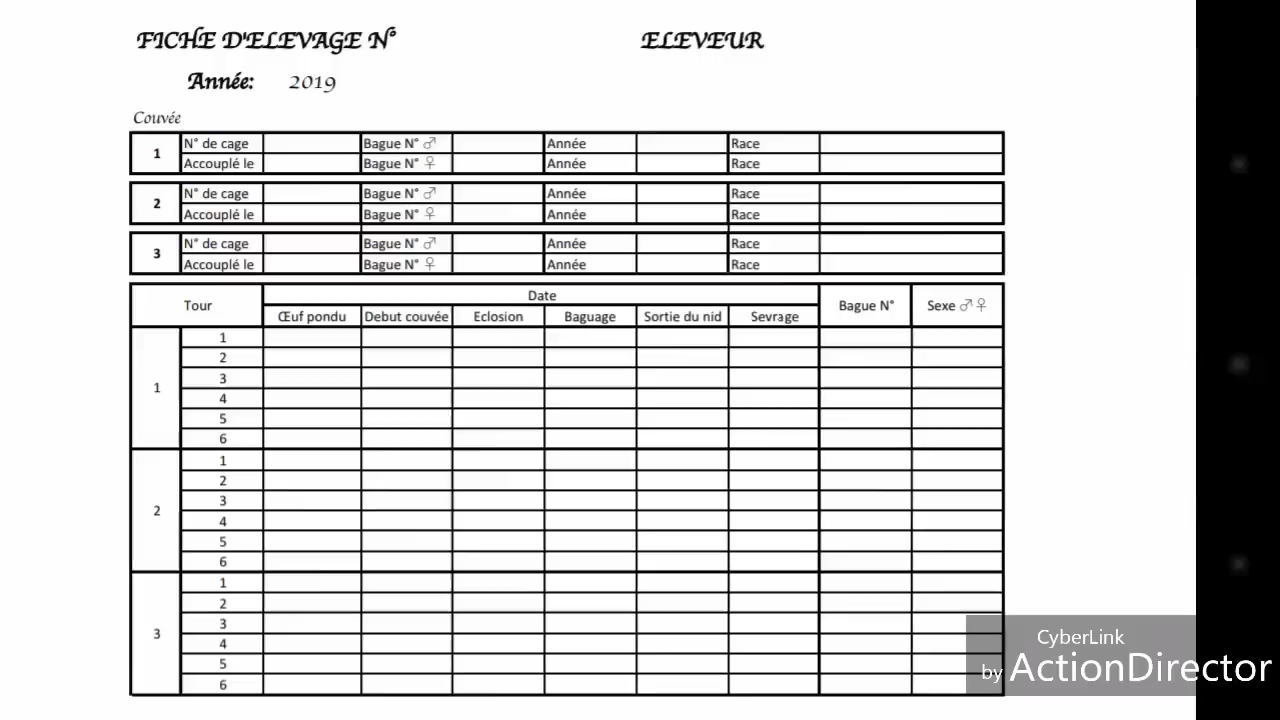 FICHE D'ELEVAGE N° ELEVEUR
Année: 2019
Couvée
1 N° de cage Bague N° ♂ Année Race
Accouplé le Bague N° ♀ Année Race
2 N° de cage Bague N° ♂ Année Race
Accouplé le Bague N° ♀ Année Race
3 N° de cage Bague N° ♂ Année Race
Accouplé le Bague N° ♀ Année Race
Tour Date Bague N° Sexe ♂ ♀
Œuf pondu Debut couvée Eclosion Baguage Sortie du nid Sevrage
1
1
2
3
4
5
6
2
1
2
3
4
5
6
3
1
2
3
4
5
6
CyberLink
by ActionDirector